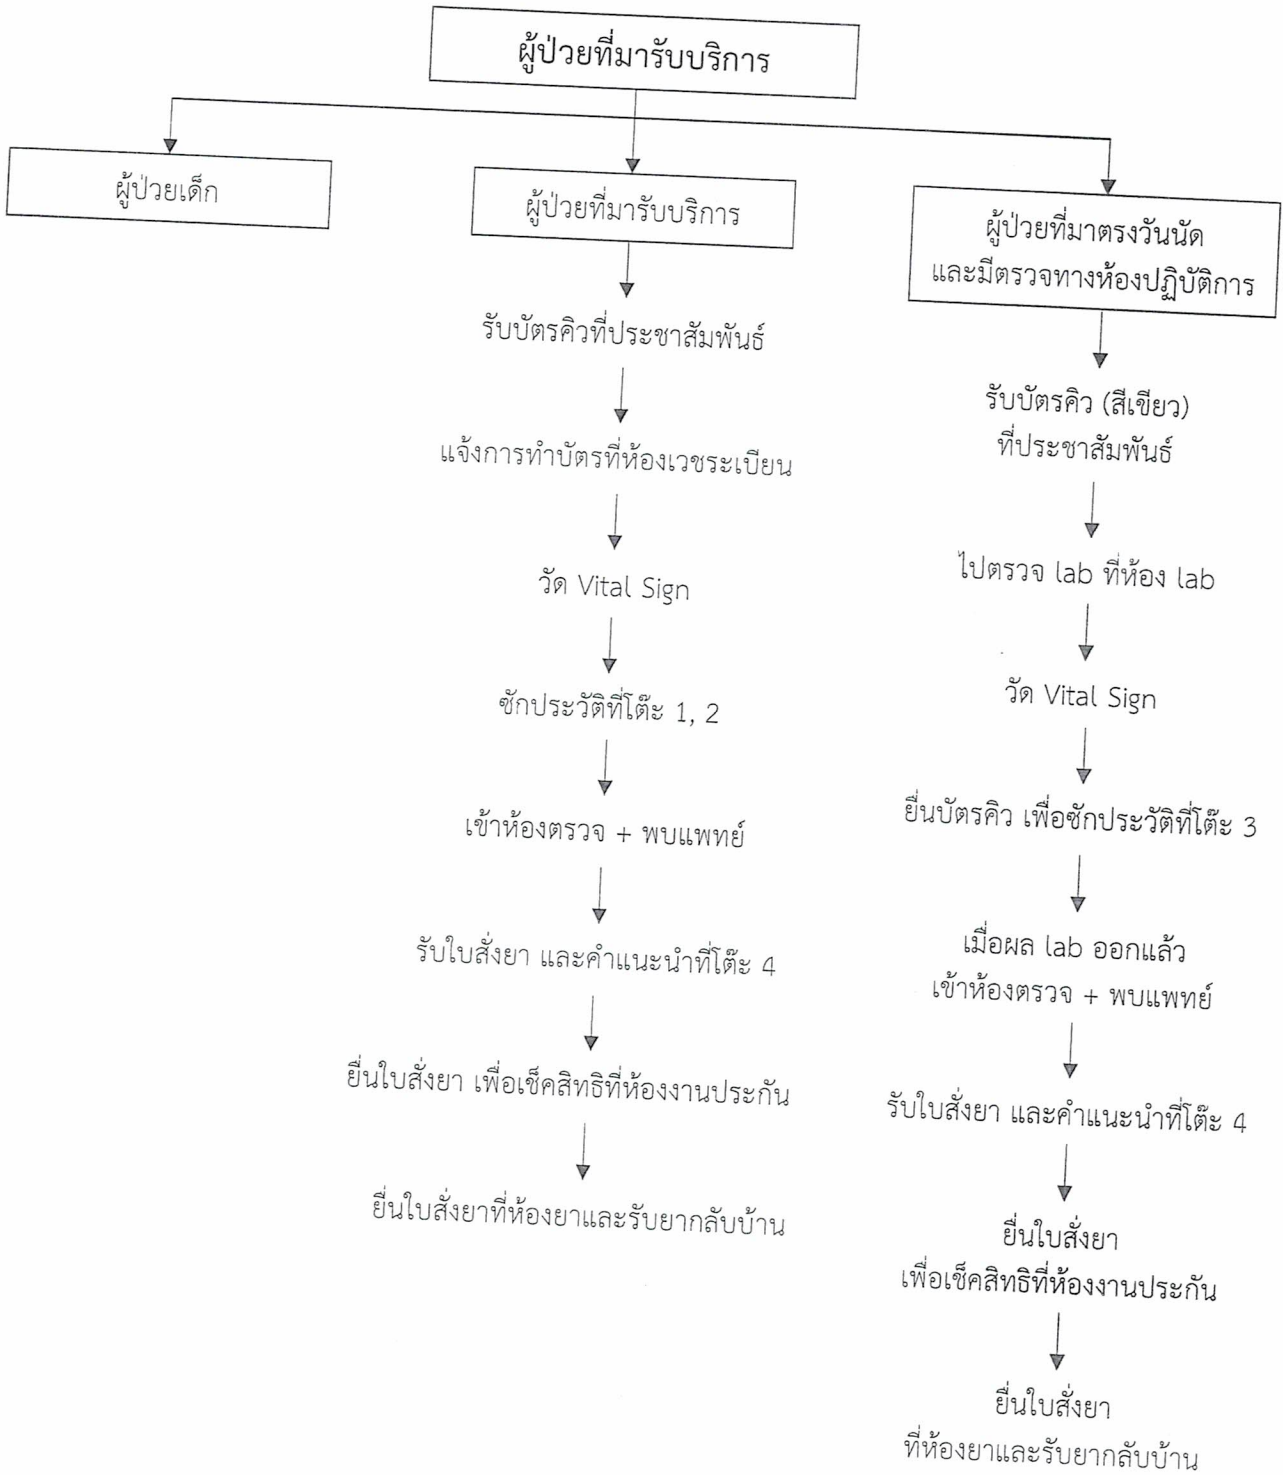 ผู้ป่วยที่มารับบริการ
ผู้ป่วยเด็ก
ผู้ป่วยที่มารับบริการ
รับบัตรคิวที่ประชาสัมพันธ์
แจ้งการทำบัตรที่ห้องเวชระเบียน
วัด Vital Sign
ซักประวัติที่โต๊ะ 1, 2
เข้าห้องตรวจ + พบแพทย์
รับใบสั่งยา และคำแนะนำที่โต๊ะ 4
ยื่นใบสั่งยา เพื่อเช็คสิทธิที่ห้องงานประกัน
ยื่นใบสั่งยาที่ห้องยาและรับยากลับบ้าน
ผู้ป่วยที่มาตรงวันนัด
และมีตรวจทางห้องปฏิบัติการ
รับบัตรคิว (สีเขียว)
ที่ประชาสัมพันธ์
ไปตรวจ lab ที่ห้อง lab
วัด Vital Sign
ยื่นบัตรคิว เพื่อซักประวัติที่โต๊ะ 3
เมื่อผล lab ออกแล้ว
เข้าห้องตรวจ + พบแพทย์
รับใบสั่งยา และคำแนะนำที่โต๊ะ 4
ยื่นใบสั่งยา
เพื่อเช็คสิทธิที่ห้องงานประกัน
ยื่นใบสั่งยา
ที่ห้องยาและรับยากลับบ้าน